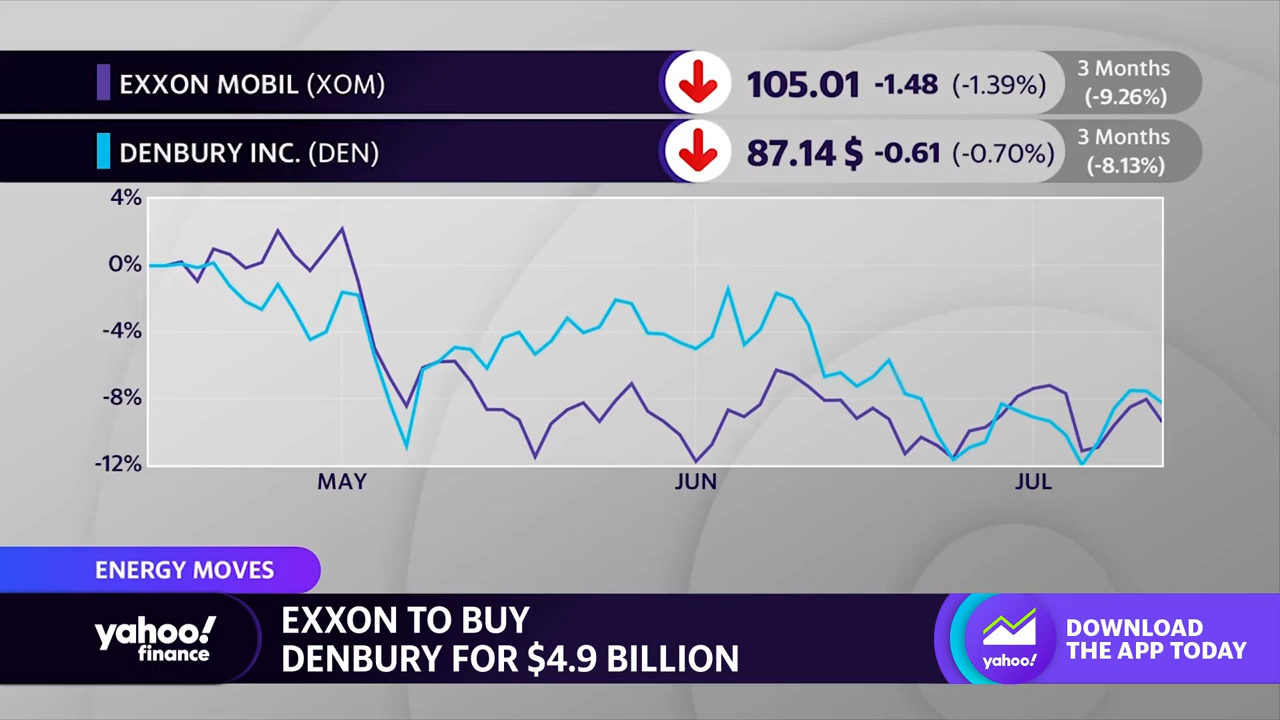 EXXON MOBIL (XOM) 105.01 -1.48 (-1.39%) 3 Months
(-9.26%)
DENBURY INC. (DEN) 87.14 $ -0.61 (-0.70%) 3 Months
(-8.13%)
4%
0%
-4%
-8%
-12%
MAY JUN JUL
ENERGY MOVES
yahoo!
finance
EXXON TO BUY
DENBURY FOR $4.9 BILLION
yahoo!
DOWNLOAD
THE APP TODAY